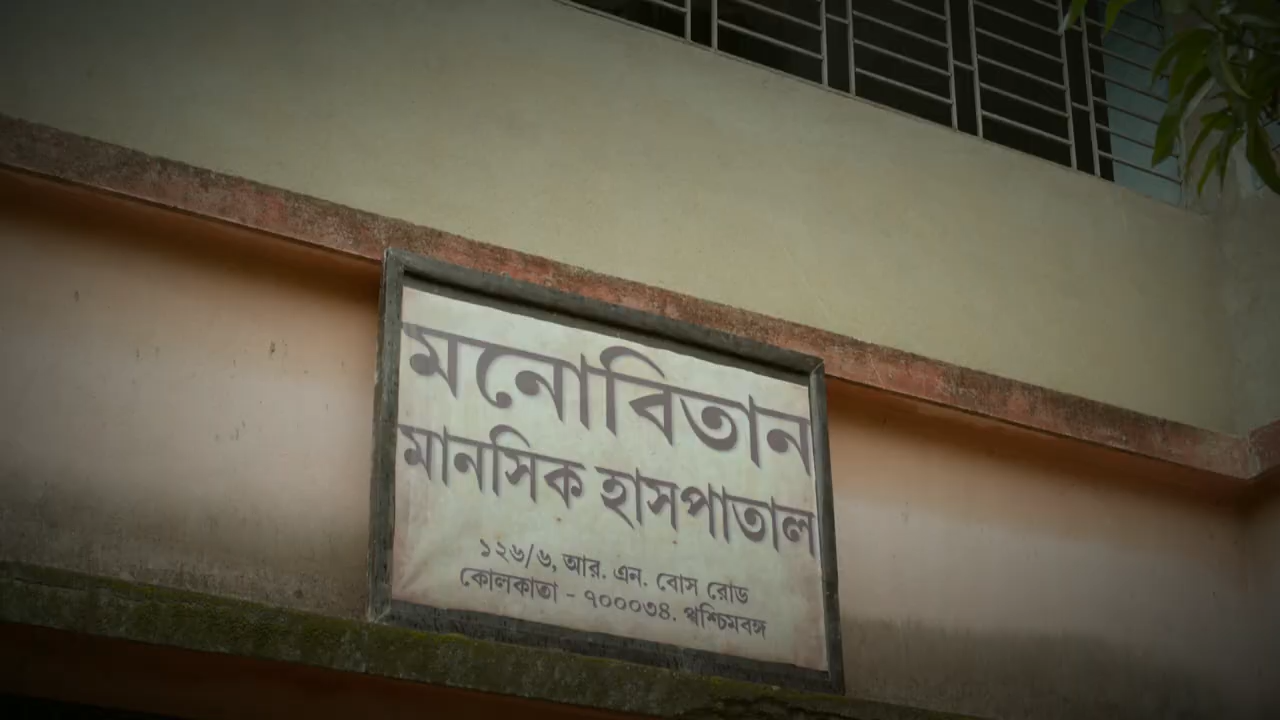 মনোবিতান
মানসিক হাসপাতাল
১২৬/৬, আর. এন. বোস রোড
কোলকাতা - ৭০০০৩৪. পশ্চিমবঙ্গ